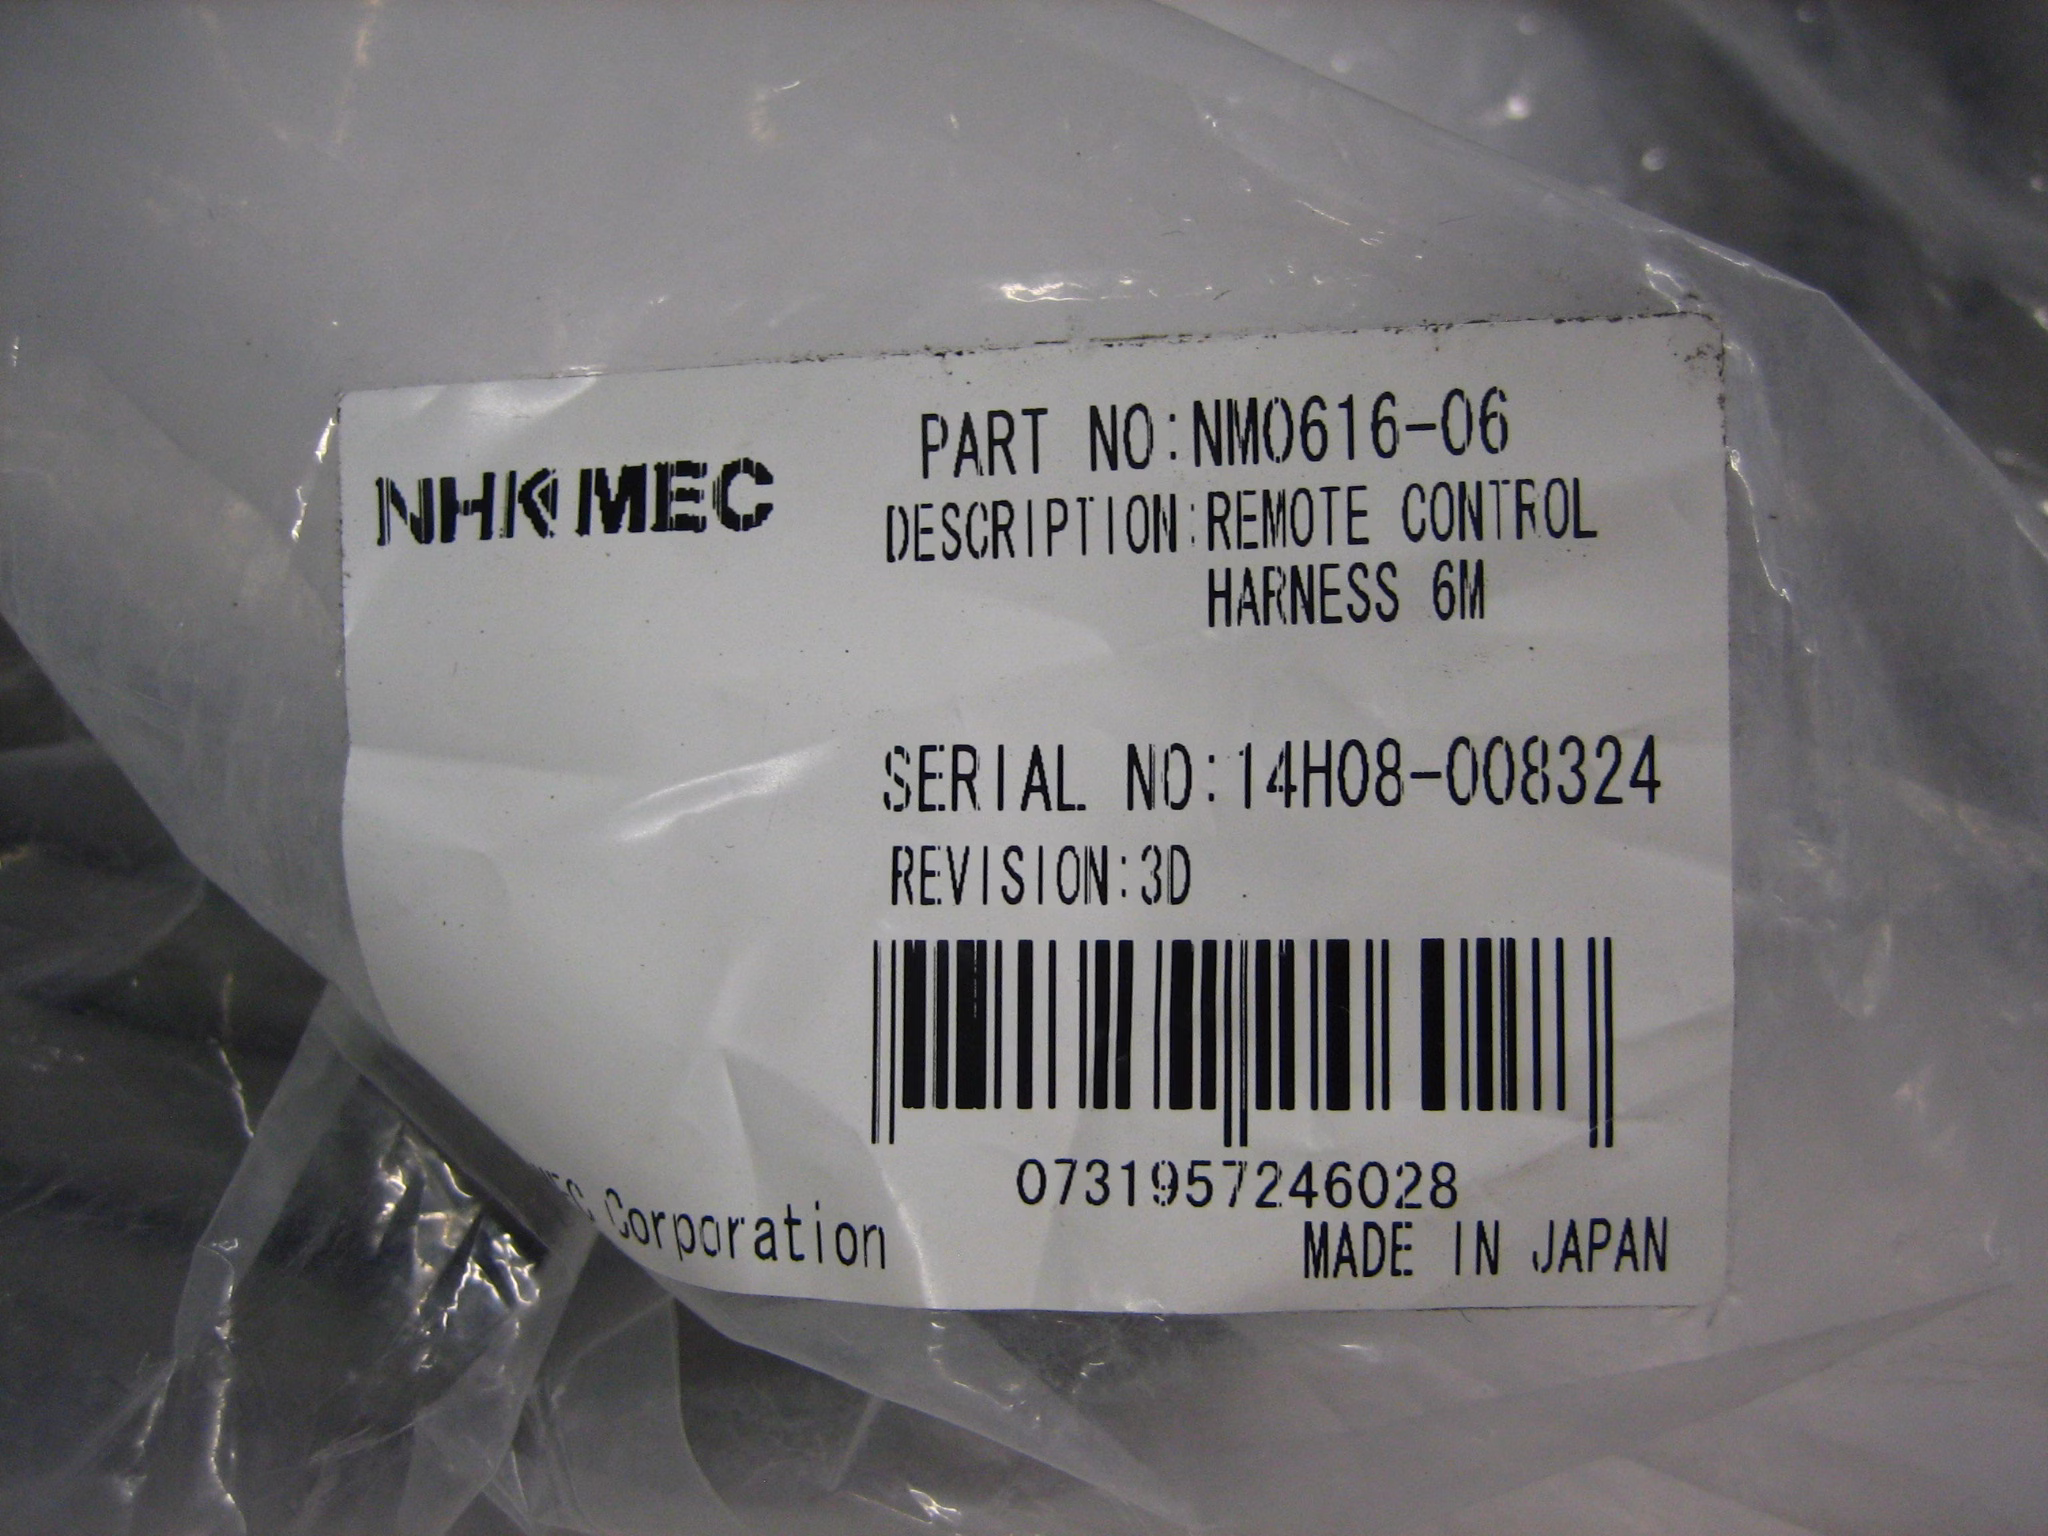 NHK MEC
PART NO:NM0616-06
DESCRIPTION:REMOTE CONTROL
HARNESS 6M
SERIAL NO:14H08-008324
REVISION:3D
0731957246028
Corporation
MADE IN JAPAN